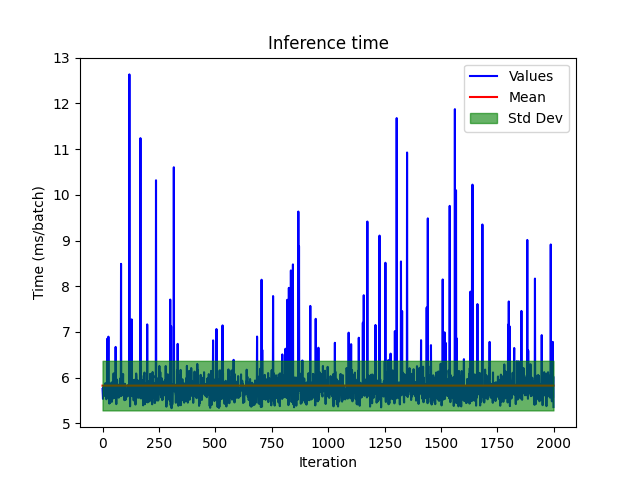 Inference time
Values
Mean
Std Dev
13
12
11
10
9
8
7
6
5
Time (ms/batch)
0 250 500 750 1000 1250 1500 1750 2000
Iteration